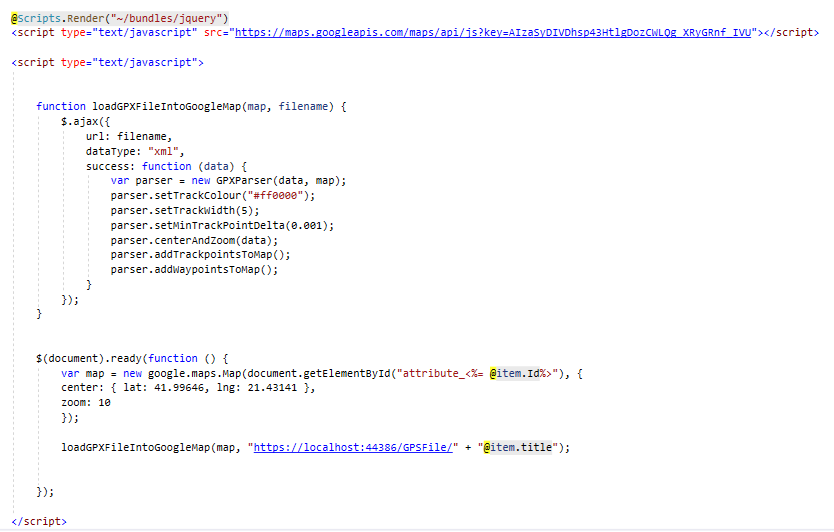 @Scripts.Render("~/bundles/jquery")
<script type="text/javascript" src="https://maps.googleapis.com/maps/api/js?key=AIzaSyDIVDhsp43HtlgDozCWLQg_XRyGRnf_IVU"></script>
<script type="text/javascript">
function loadGPXFileIntoGoogleMap(map, filename) {
$.ajax({
url: filename,
dataType: "xml",
success: function (data) {
var parser = new GPXParser(data, map);
parser.setTrackColour("#ff0000");
parser.setTrackWidth(5);
parser.setMinTrackPointDelta(0.001);
parser.centerAndZoom(data);
parser.addTrackpointsToMap();
parser.addWaypointsToMap();
}
});
}
$(document).ready(function () {
var map = new google.maps.Map(document.getElementById("attribute_<%= @item.Id%>"), {
center: { lat: 41.99646, lng: 21.43141 },
zoom: 10
});
loadGPXFileIntoGoogleMap(map, "https://localhost:44386/GPSFile/" + "@item.title");
});
</script>